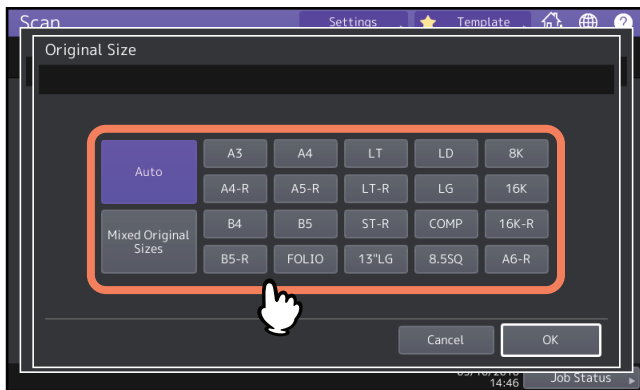 Scan Settings Template
Original Size
Auto A3 A4 LT LD 8K
A4-R A5-R LT-R LG 16K
Mixed Original Sizes B4 B5 ST-R COMP 16K-R
B5-R FOLIO 13"LG 8.5SQ A6-R
Cancel OK
14:46 Job Status